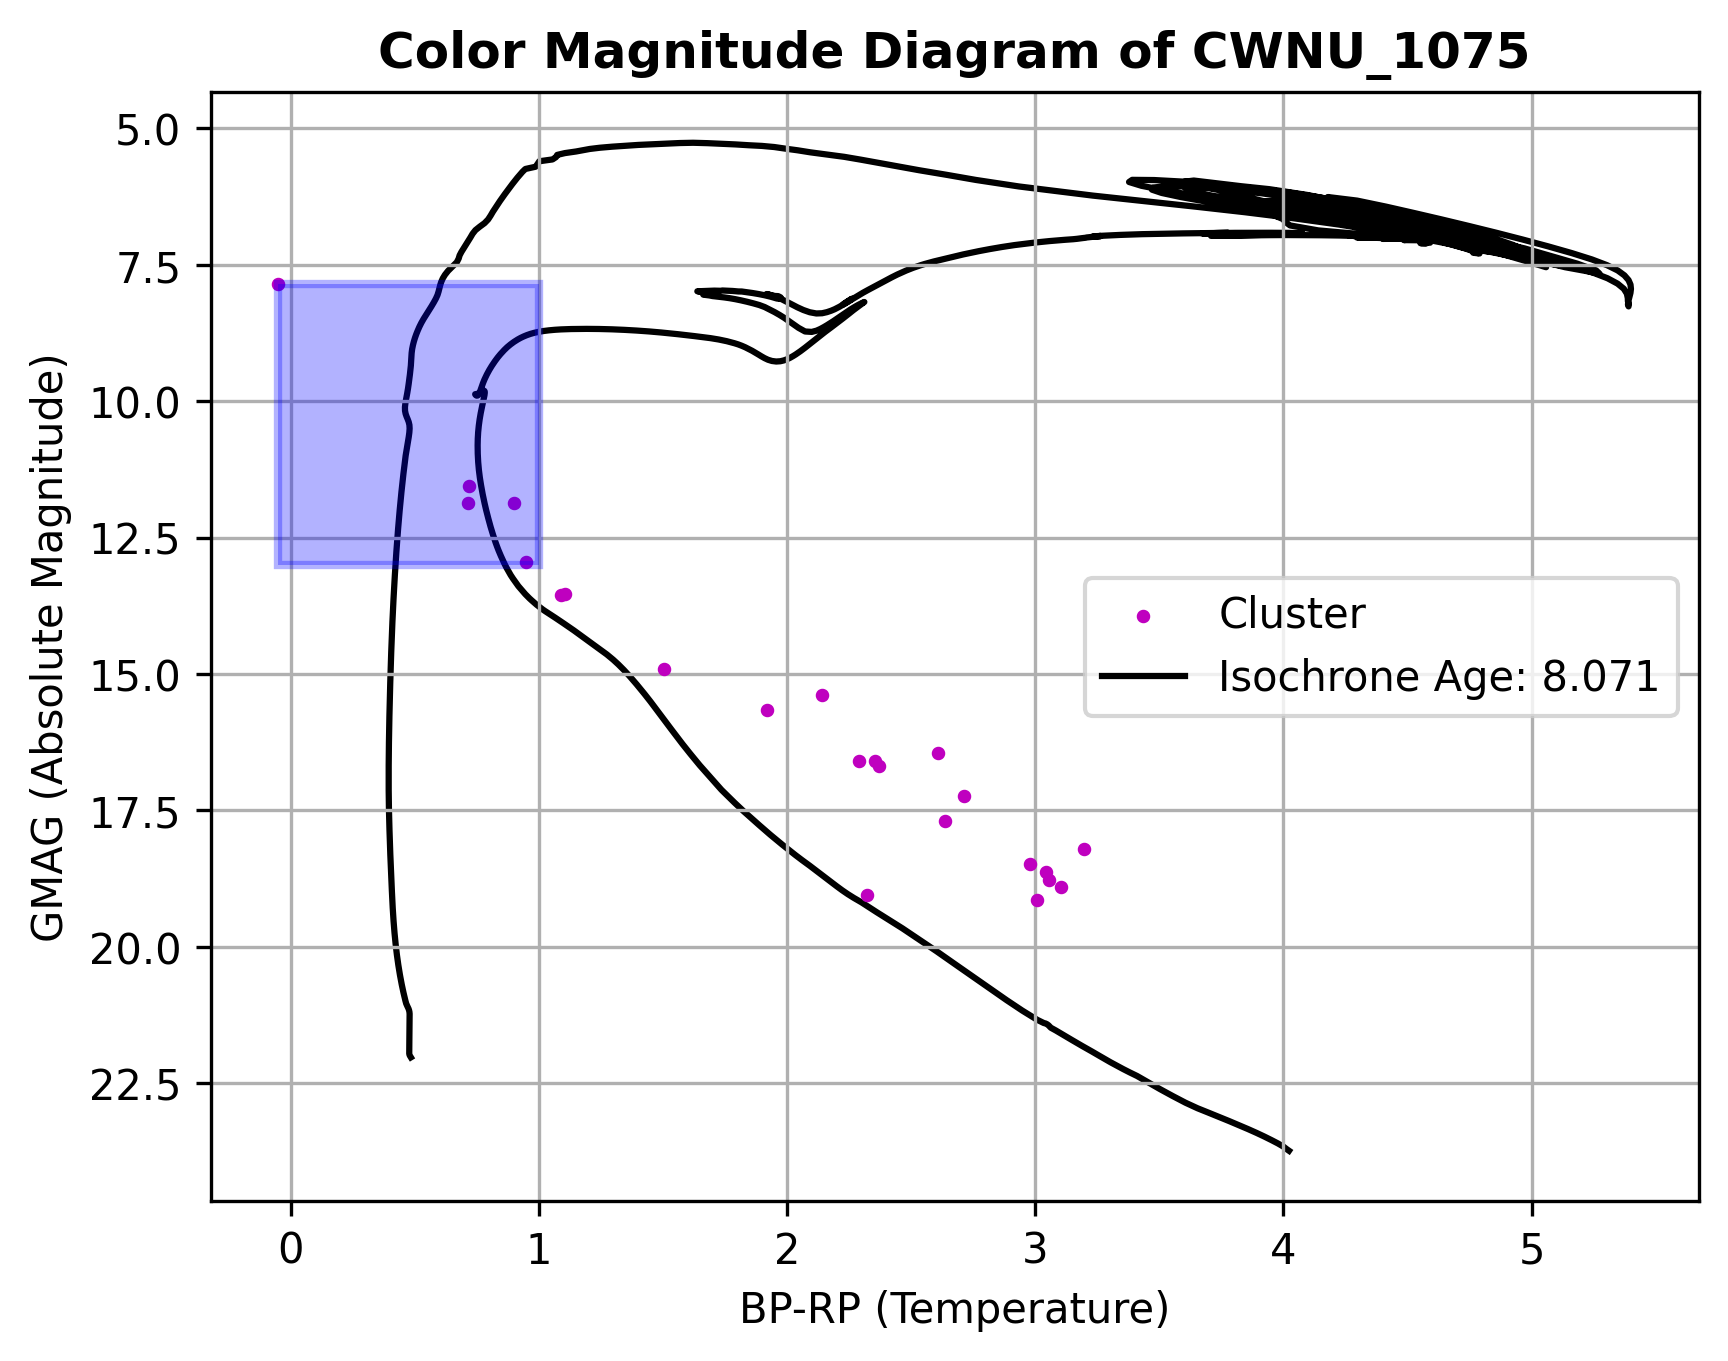 Color Magnitude Diagram of CWNU_1075
GMAG (Absolute Magnitude)
5.0
7.5
10.0
12.5
15.0
17.5
20.0
22.5
Cluster
Isochrone Age: 8.071
0 1 2 3 4 5
BP-RP (Temperature)